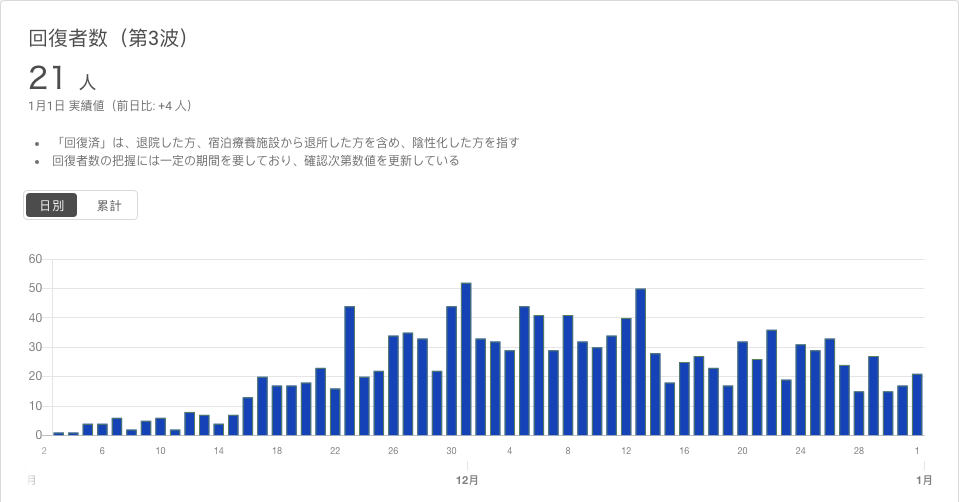 回復者数（第3波）
21 人
1月1日 実績値（前日比: +4 人）
• 「回復済」は、退院した方、宿泊療養施設から退所した方を含め、陰性化した方を指す
• 回復者数の把握には一定の期間を要しており、確認次第数値を更新している
日別 累計
60
50
40
30
20
10
0
2 6 10 14 18 22 26 30 4 8 12 16 20 24 28 1
月 12月 1月